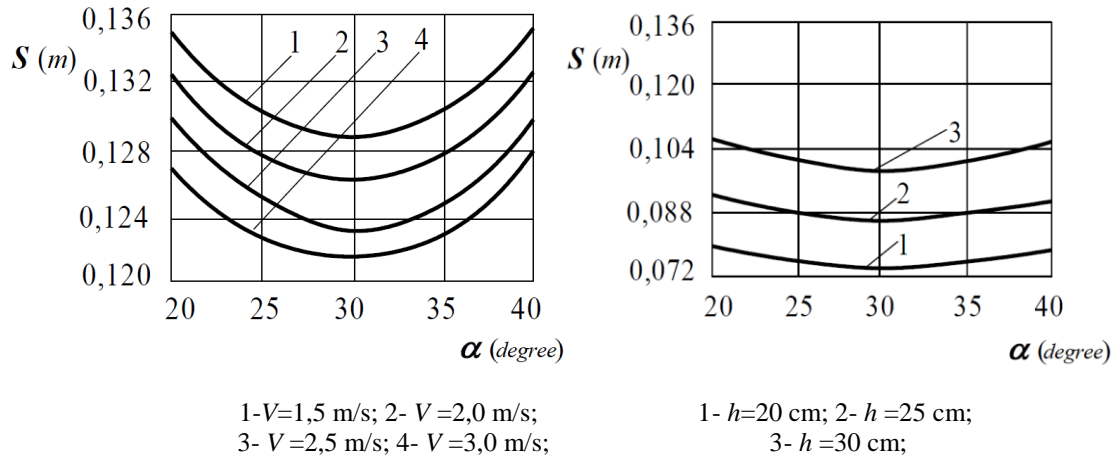 S (m)
0,136
0,132
0,128
0,124
0,120
1 2 3 4
20 25 30 35 40
α (degree)
S (m)
0,136
0,120
0,104
0,088
0,072
3
2
1
20 25 30 35 40
α (degree)
1-V=1,5 m/s; 2- V =2,0 m/s;
3- V =2,5 m/s; 4- V =3,0 m/s;
1- h=20 cm; 2- h =25 cm;
3- h =30 cm;